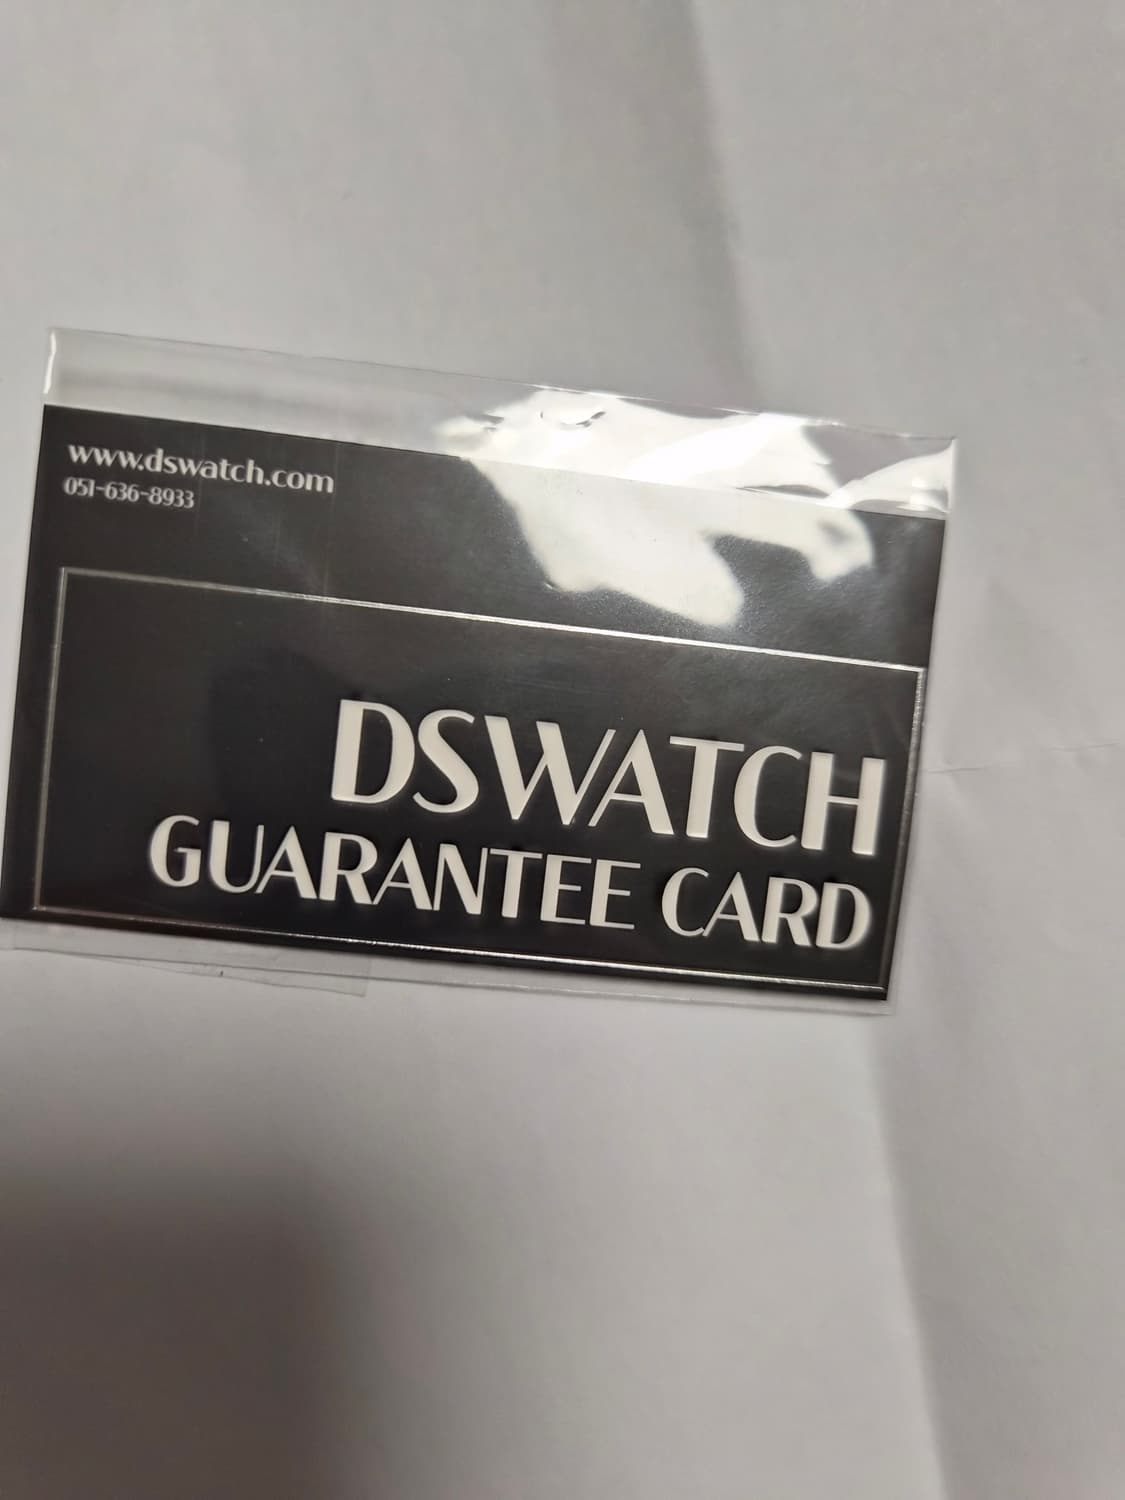 www.dswatch.com
051-636-8933
DSWATCH
GUARANTEE CARD